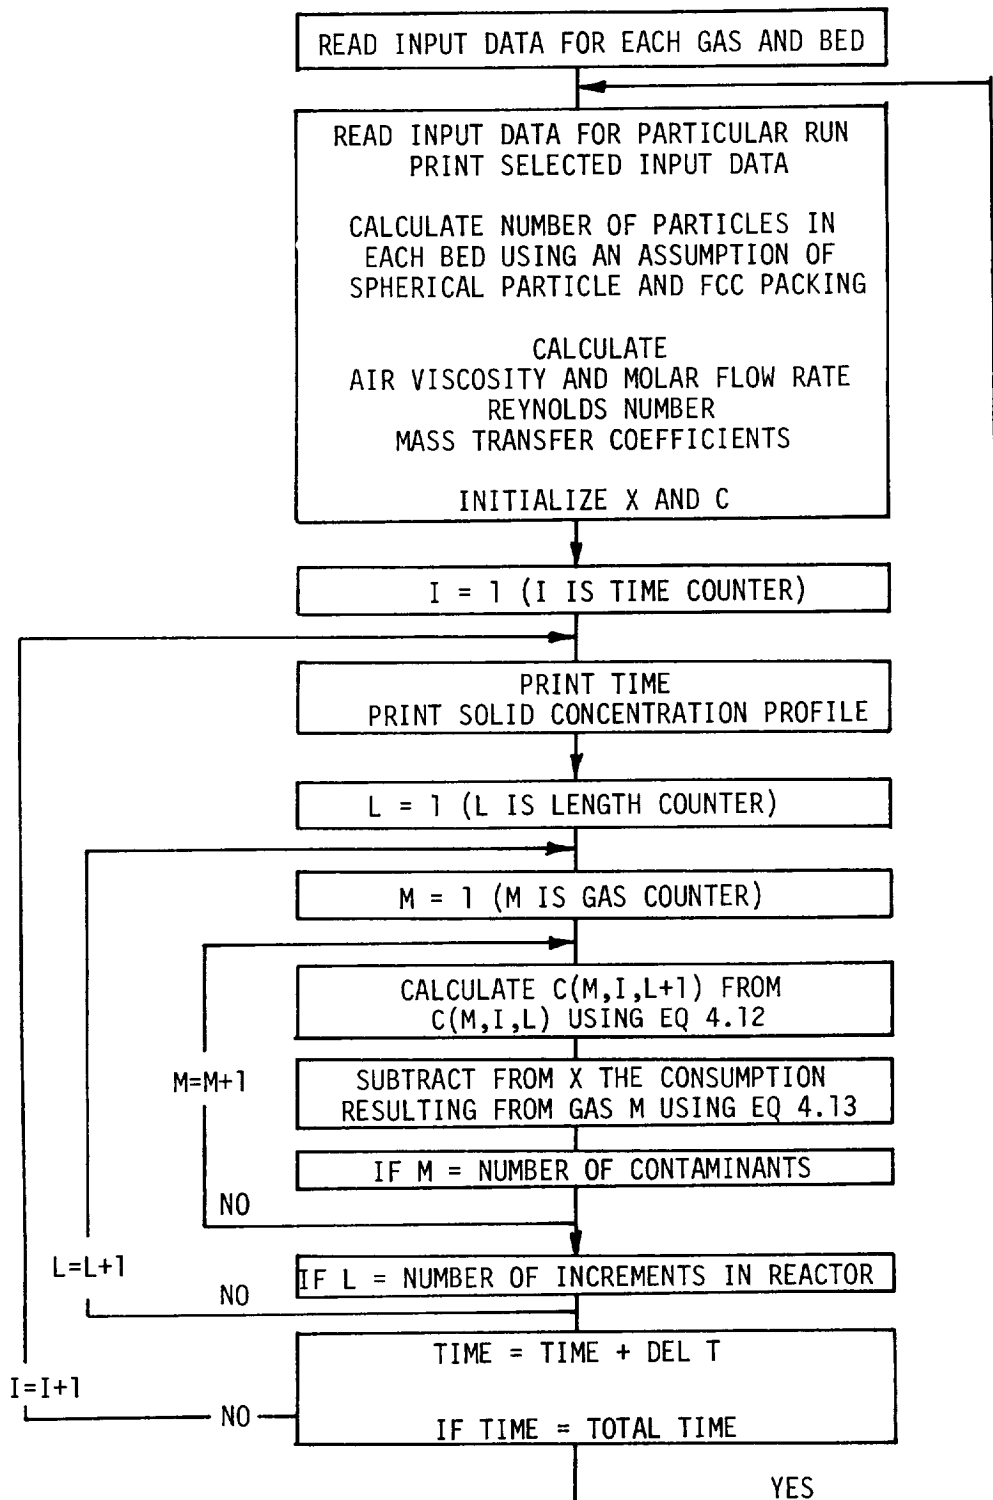 READ INPUT DATA FOR EACH GAS AND BED
READ INPUT DATA FOR PARTICULAR RUN
PRINT SELECTED INPUT DATA
CALCULATE NUMBER OF PARTICLES IN
EACH BED USING AN ASSUMPTION OF
SPHERICAL PARTICLE AND FCC PACKING
CALCULATE
AIR VISCOSITY AND MOLAR FLOW RATE
REYNOLDS NUMBER
MASS TRANSFER COEFFICIENTS
INITIALIZE X AND C
I = 1 (I IS TIME COUNTER)
PRINT TIME
PRINT SOLID CONCENTRATION PROFILE
L = 1 (L IS LENGTH COUNTER)
M = 1 (M IS GAS COUNTER)
CALCULATE C(M,I,L+1) FROM
C(M,I,L) USING EQ 4.12
M=M+1
SUBTRACT FROM X THE CONSUMPTION
RESULTING FROM GAS M USING EQ 4.13
IF M = NUMBER OF CONTAMINANTS
NO
L=L+1
IF L = NUMBER OF INCREMENTS IN REACTOR
NO
TIME = TIME + DEL T
I=I+1
NO
IF TIME = TOTAL TIME
YES